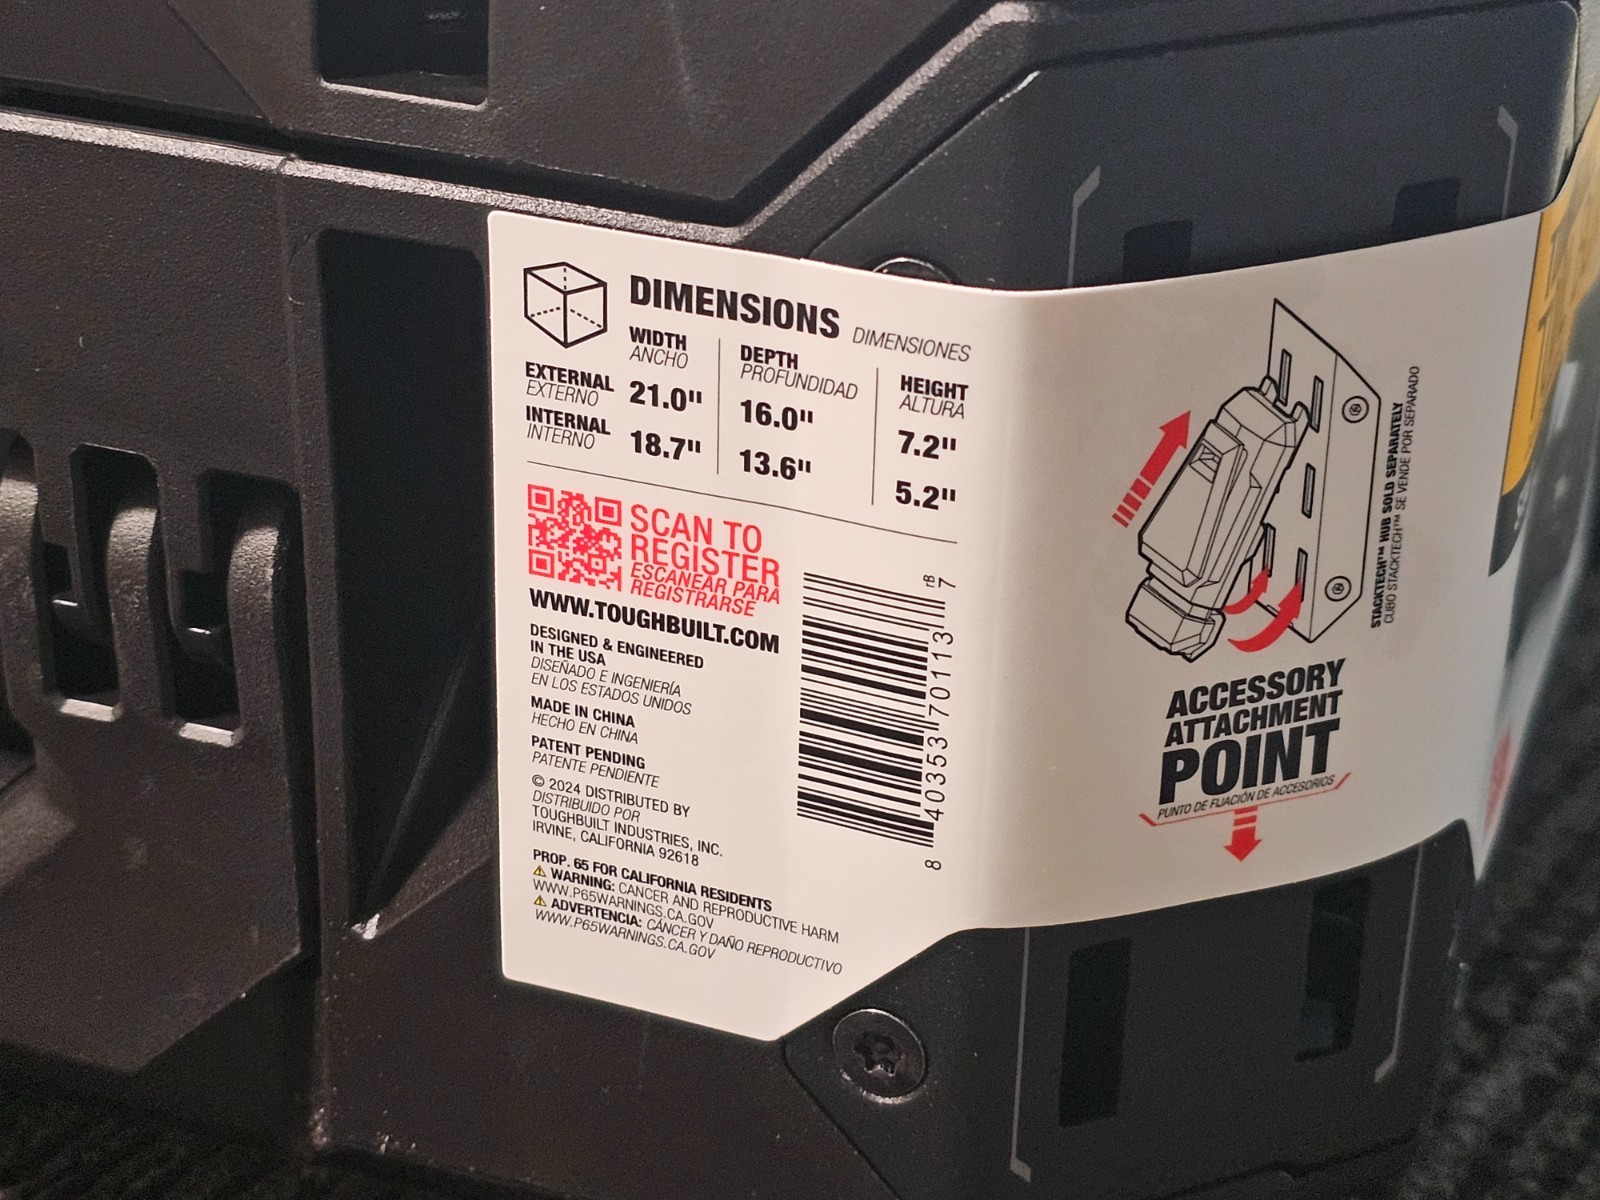 DIMENSIONS DIMENSIONES
WIDTH
ANCHO
DEPTH
PROFUNDIDAD
HEIGHT
ALTURA
EXTERNAL
EXTERNO
21.0"
16.0"
7.2"
INTERNAL
INTERNO
18.7"
13.6"
5.2"
SCAN TO
REGISTER
ESCANEAR PARA
REGISTRARSE
WWW.TOUGHBUILT.COM
DESIGNED & ENGINEERED
IN THE USA
DISEÑADO E INGENIERÍA
EN LOS ESTADOS UNIDOS
MADE IN CHINA
HECHO EN CHINA
PATENT PENDING
PATENTE PENDIENTE
© 2024 DISTRIBUTED BY
DISTRIBUIDO POR
TOUGHBUILT INDUSTRIES, INC.
IRVINE, CALIFORNIA 92618
PROP. 65 FOR CALIFORNIA RESIDENTS
⚠ WARNING: CANCER AND REPRODUCTIVE HARM
WWW.P65WARNINGS.CA.GOV
⚠ ADVERTENCIA: CÁNCER Y DAÑO REPRODUCTIVO
WWW.P65WARNINGS.CA.GOV
8 40353 70113 7
rB
STACKTECH™ HUB SOLD SEPARATELY
CUBO STACKTECH™ SE VENDE POR SEPARADO
ACCESSORY
ATTACHMENT
POINT
PUNTO DE FIJACIÓN DE ACCESORIOS